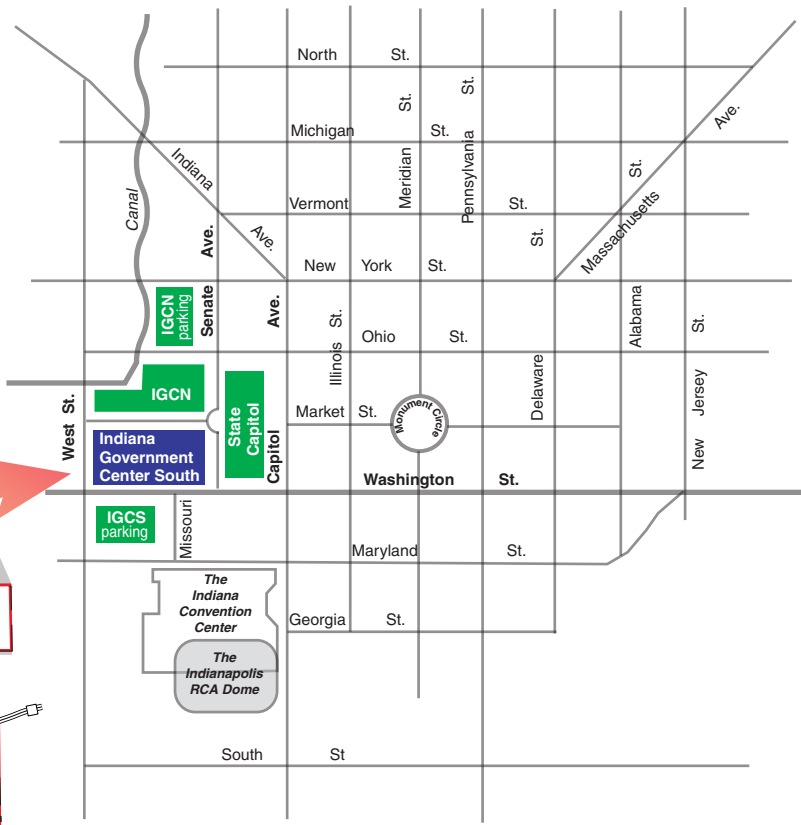 North St.
St.
St.
Michigan St.
Ave.
Indiana
Ave.
Canal
Meridian
Pennsylvania
St.
Massachusetts
Vermont St.
Ave.
St.
New York St.
IGCN
parking
Senate
Ave.
St.
Illinois
Ohio St.
Alabama
St.
Delaware
New Jersey
West St.
IGCN
State
Capitol
Capitol
Market St.
Monument Circle
Indiana
Government
Center South
Washington St.
IGCS
parking
Missouri
Maryland St.
The
Indiana
Convention
Center
Georgia St.
The
Indianapolis
RCA Dome
South St